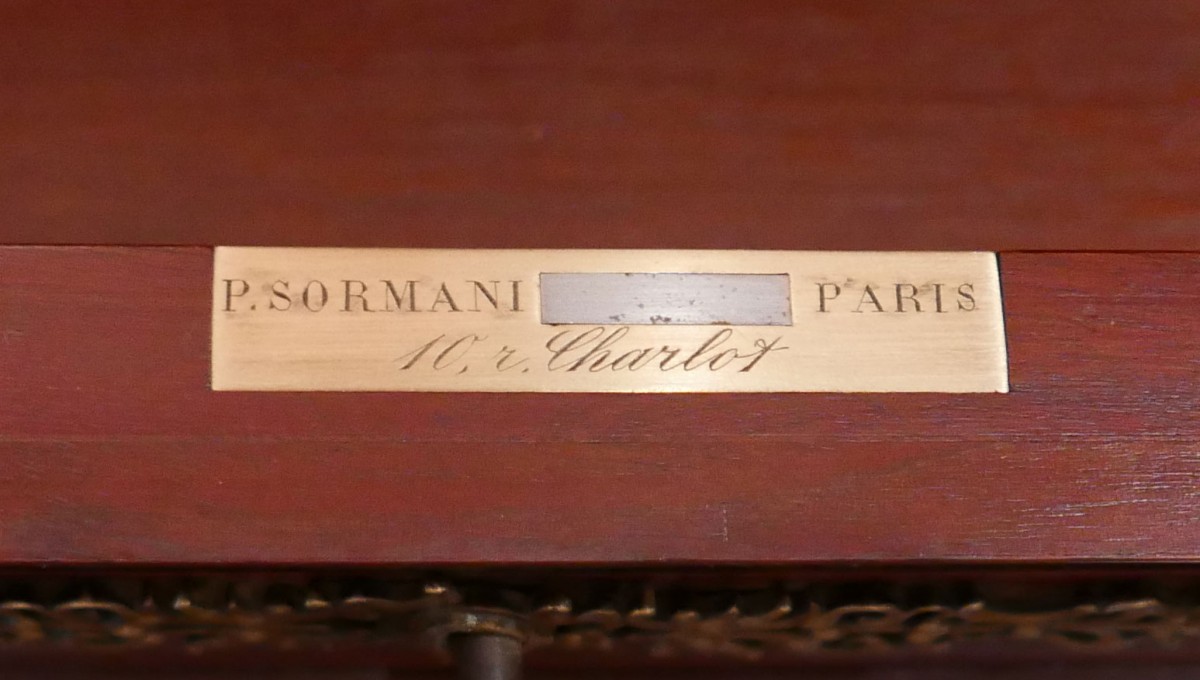 P. SORMANI PARIS
10, r. Charlot